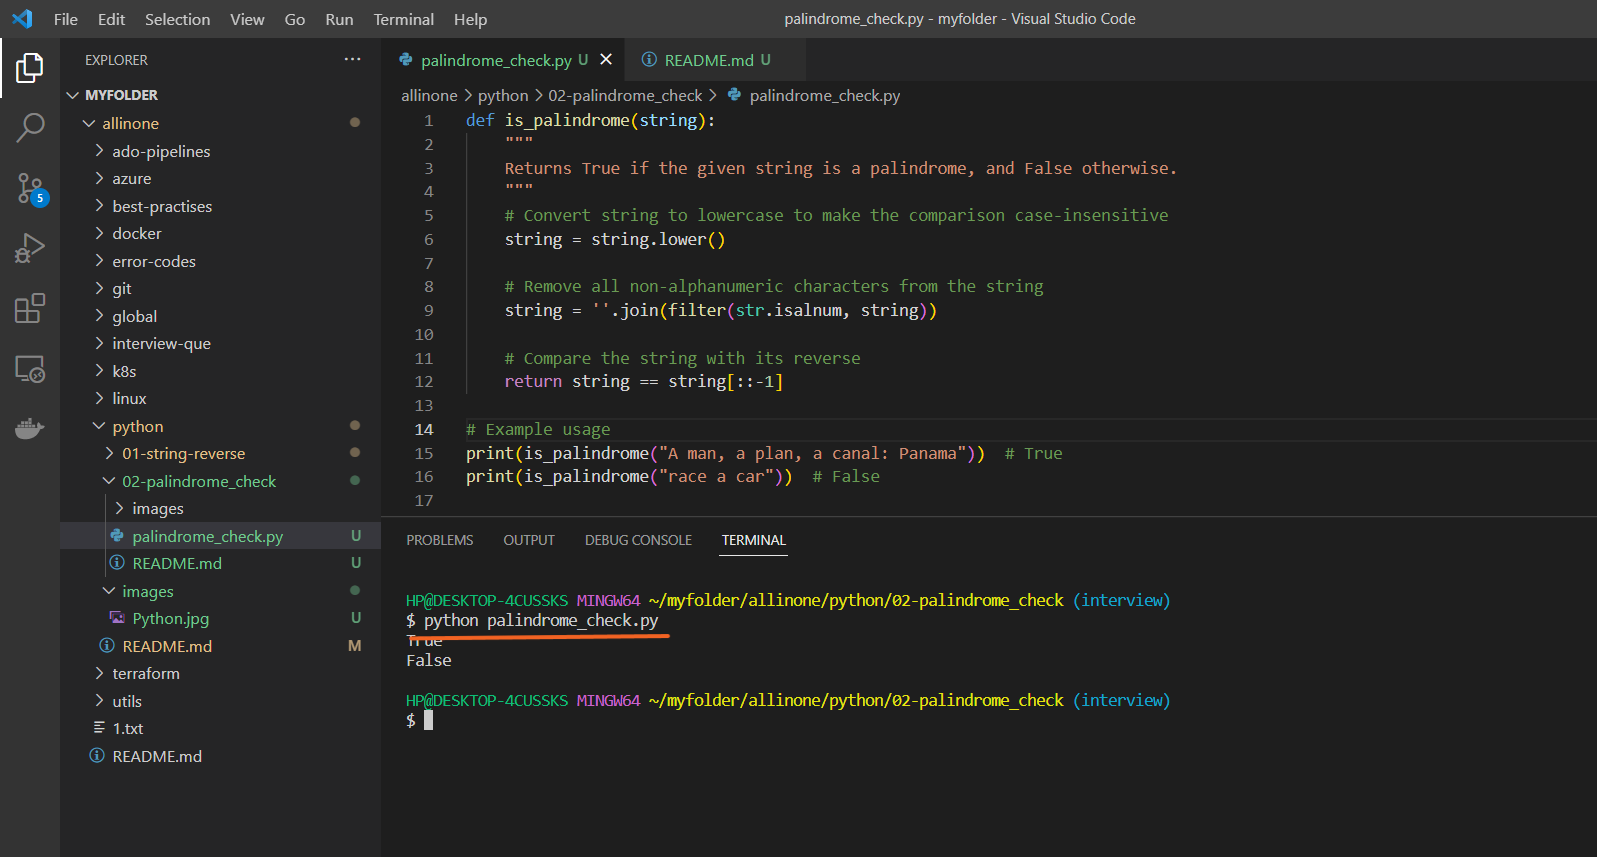 File Edit Selection View Go Run Terminal Help
palindrome_check.py - myfolder - Visual Studio Code
EXPLORER
MYFOLDER
allinone
ado-pipelines
azure
best-practises
docker
error-codes
git
global
interview-que
k8s
linux
python
01-string-reverse
02-palindrome_check
images
palindrome_check.py U
README.md U
images
Python.jpg U
README.md M
terraform
utils
1.txt
README.md
5
palindrome_check.py U
README.md U
allinone > python > 02-palindrome_check > palindrome_check.py
1 def is_palindrome(string):
2 """
3 Returns True if the given string is a palindrome, and False otherwise.
4 """
5 # Convert string to lowercase to make the comparison case-insensitive
6 string = string.lower()
7
8 # Remove all non-alphanumeric characters from the string
9 string = ''.join(filter(str.isalnum, string))
10
11 # Compare the string with its reverse
12 return string == string[::-1]
13
14 # Example usage
15 print(is_palindrome("A man, a plan, a canal: Panama")) # True
16 print(is_palindrome("race a car")) # False
17
PROBLEMS OUTPUT DEBUG CONSOLE TERMINAL
HP@DESKTOP-4CUSSKS MINGW64 ~/myfolder/allinone/python/02-palindrome_check (interview)
$ python palindrome_check.py
True
False
HP@DESKTOP-4CUSSKS MINGW64 ~/myfolder/allinone/python/02-palindrome_check (interview)
$